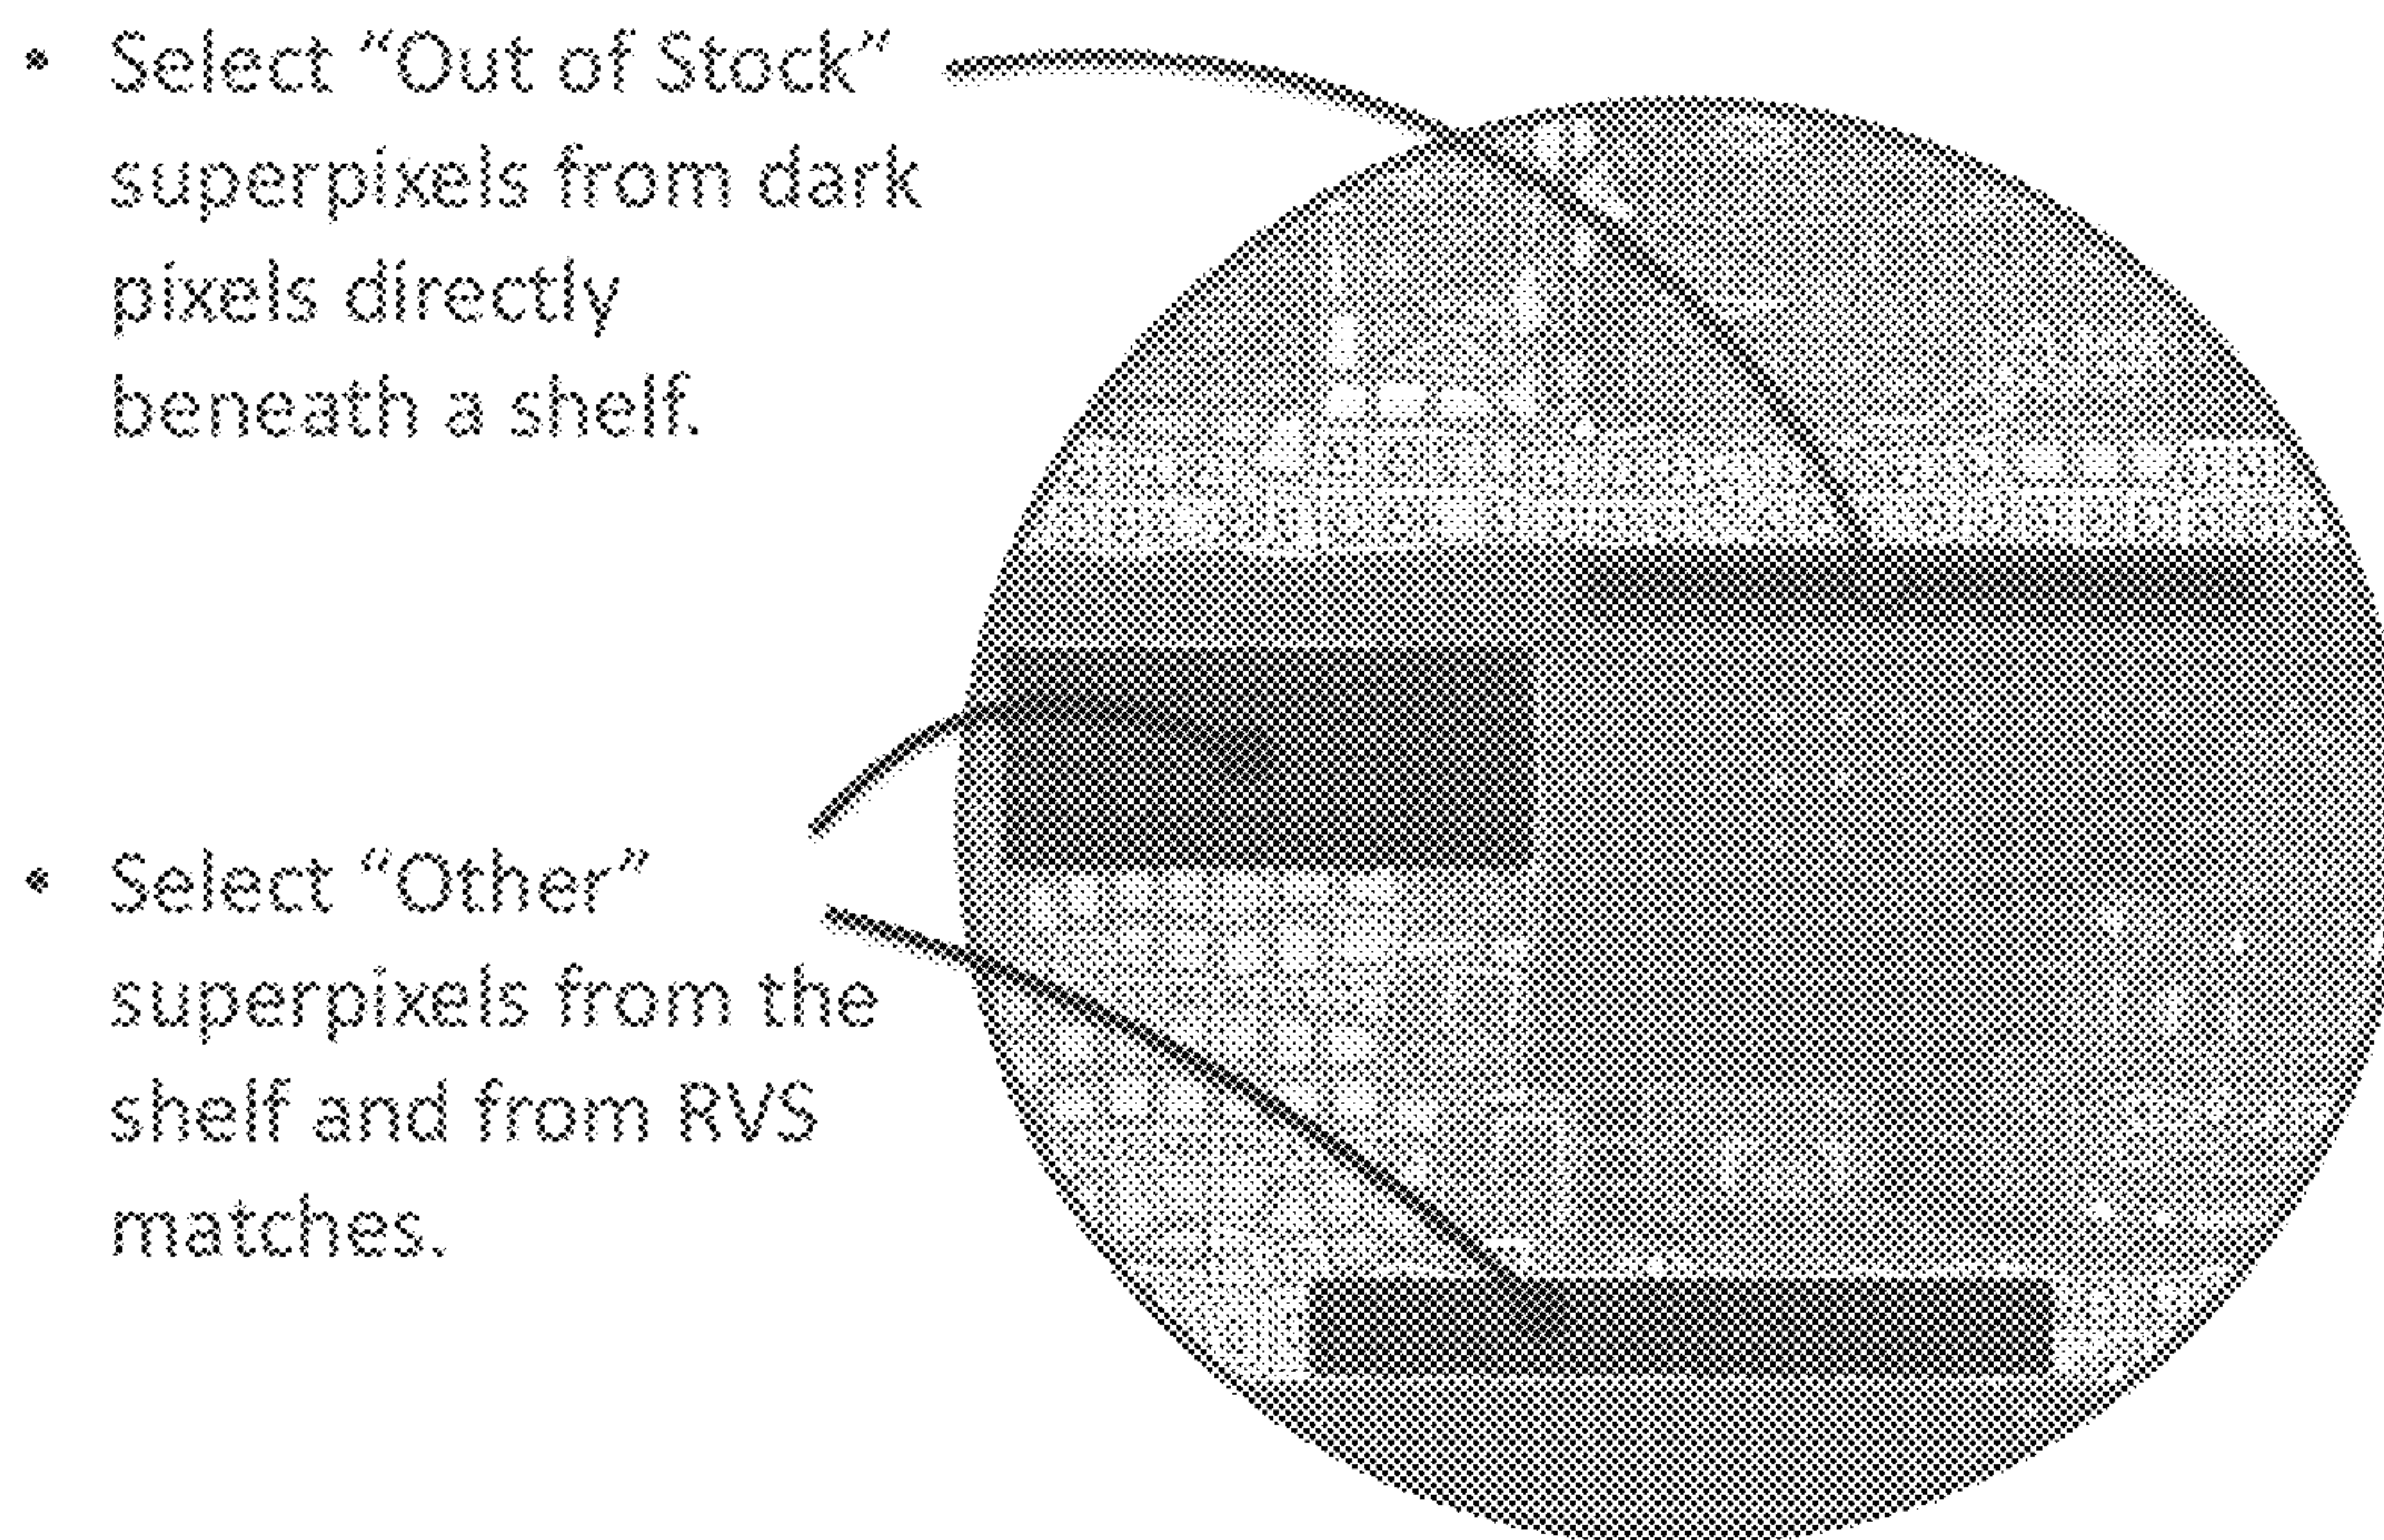 • Select “Out of Stock”
superpixels from dark
pixels directly
beneath a shelf.
• Select “Other”
superpixels from the
shelf and from RVS
matches.